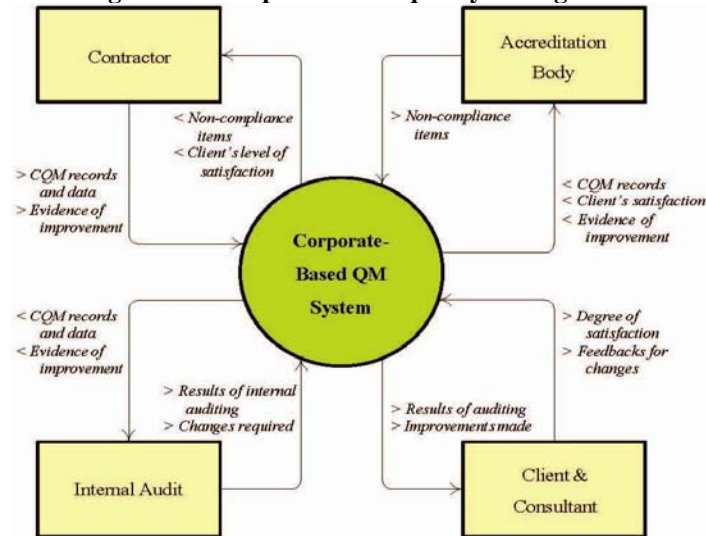 Contractor
Accreditation
Body
< Non-compliance
items
< Client's level of
satisfaction
> Non-compliance
items
> CQM records
and data
> Evidence of
improvement
< CQM records
< Client's satisfaction
< Evidence of
improvement
Corporate-
Based QM
System
< CQM records
and data
< Evidence of
improvement
> Degree of
satisfaction
> Feedbacks for
changes
> Results of internal
auditing
> Changes required
> Results of auditing
> Improvements made
Internal Audit
Client &
Consultant